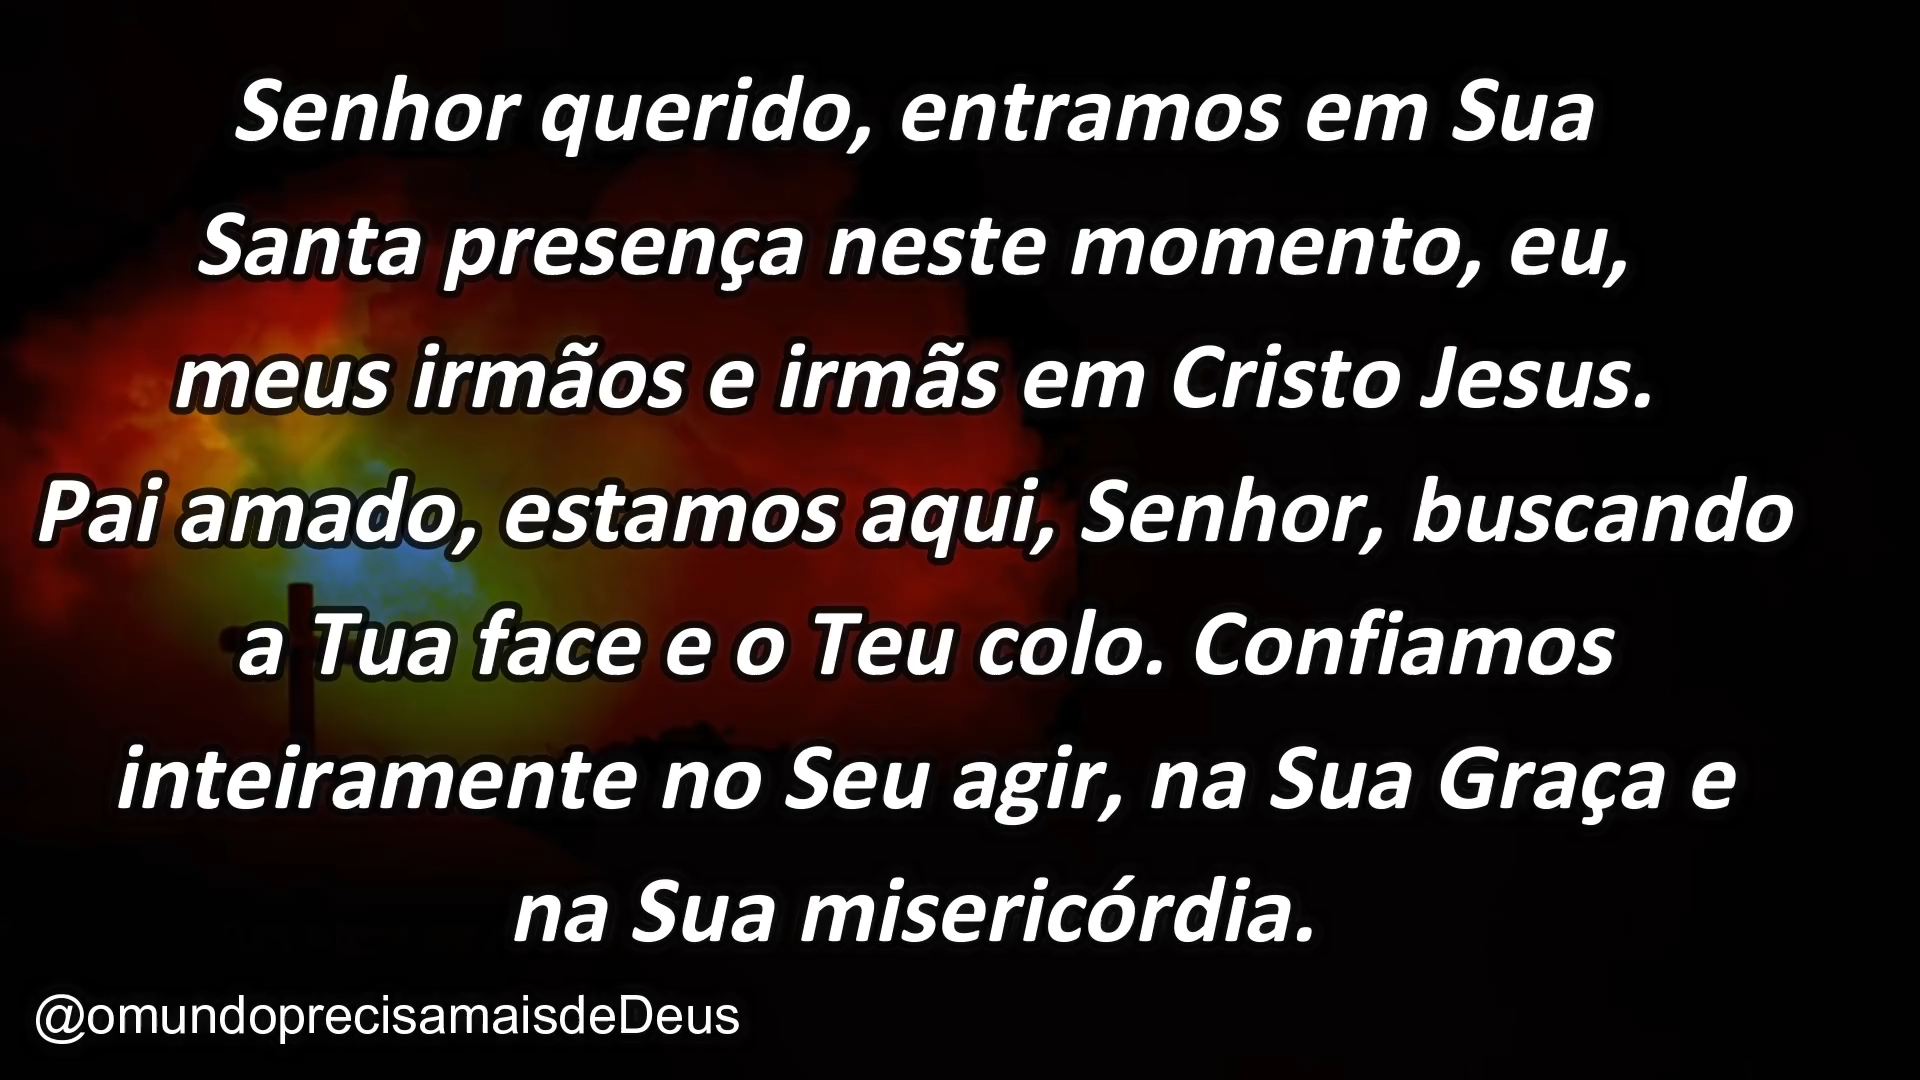 Senhor querido, entramos em Sua
Santa presença neste momento, eu,
meus irmãos e irmãs em Cristo Jesus.
Pai amado, estamos aqui, Senhor, buscando
a Tua face e o Teu colo. Confiamos
inteiramente no Seu agir, na Sua Graça e
na Sua misericórdia.
@omundoprecisamaisdeDeus